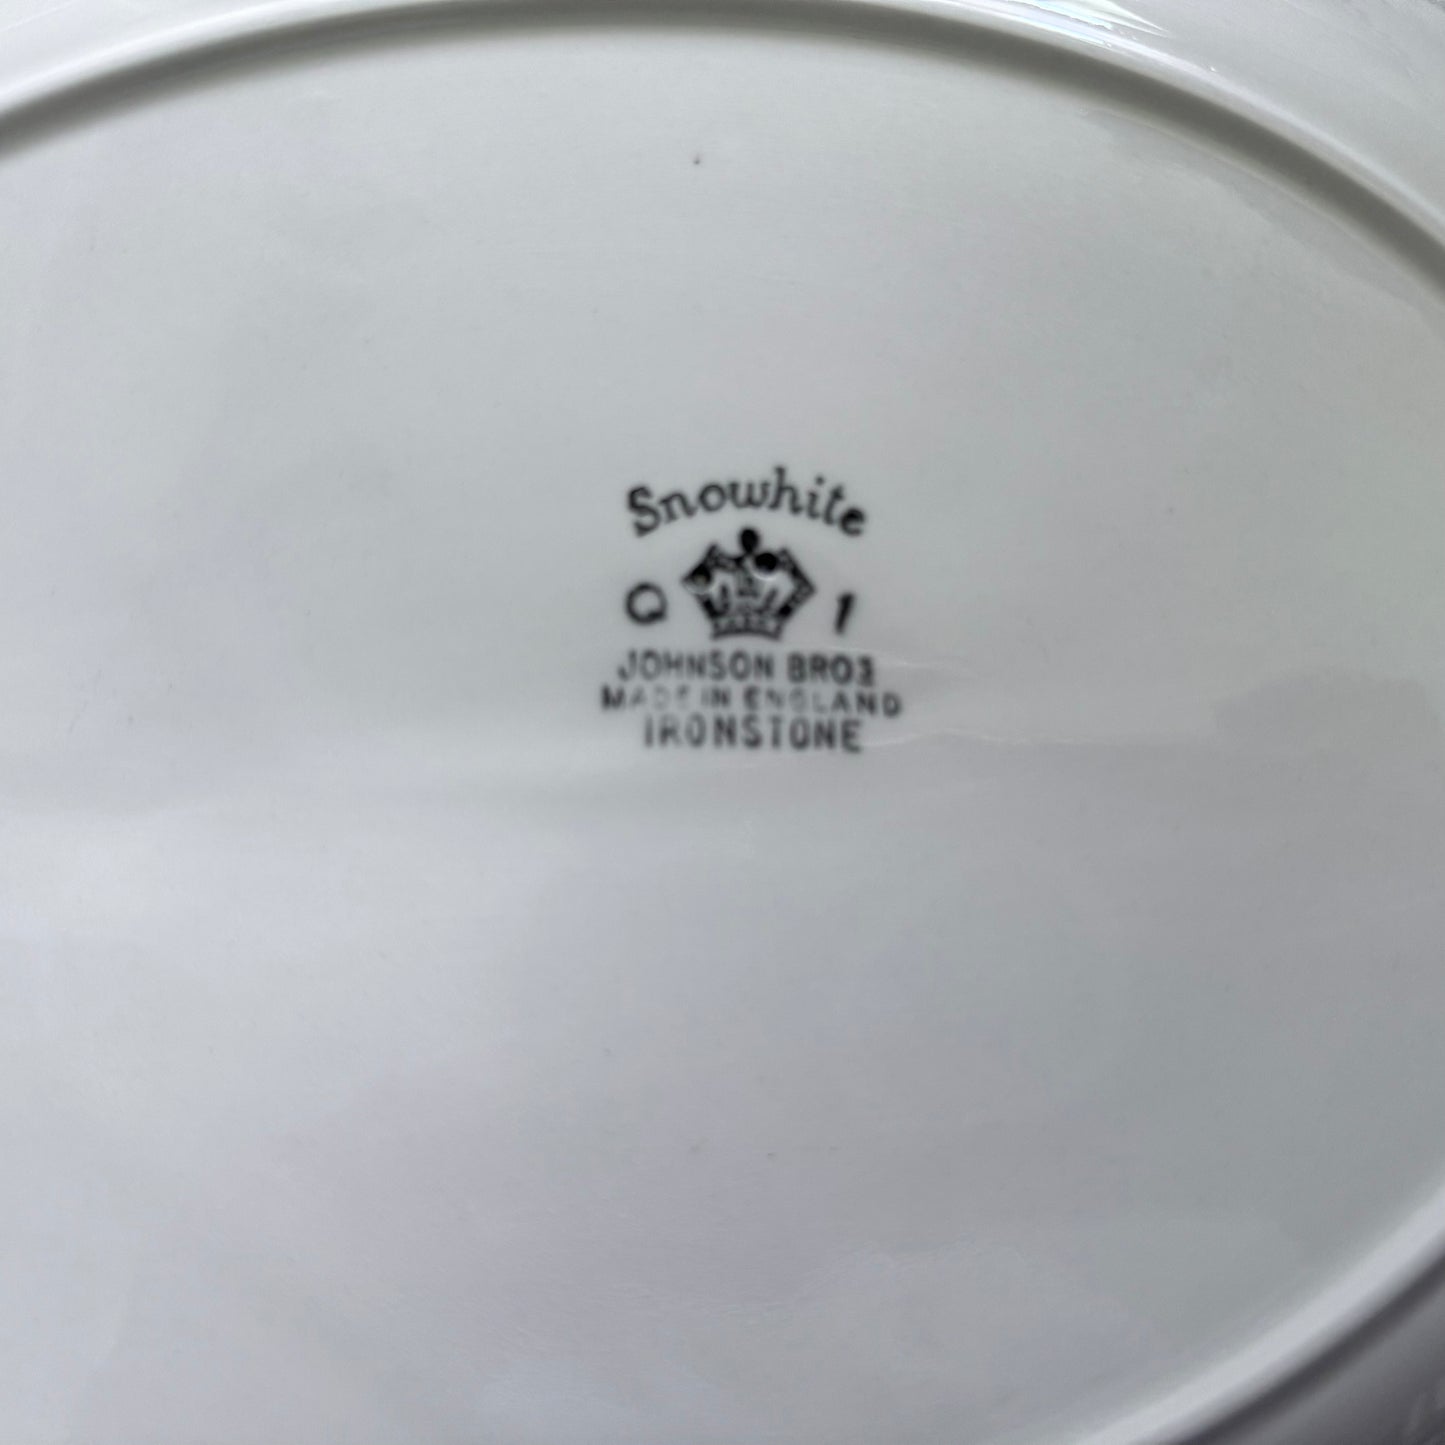 Snowhite
Q 1
JOHNSON BROS
MADE IN ENGLAND
IRONSTONE